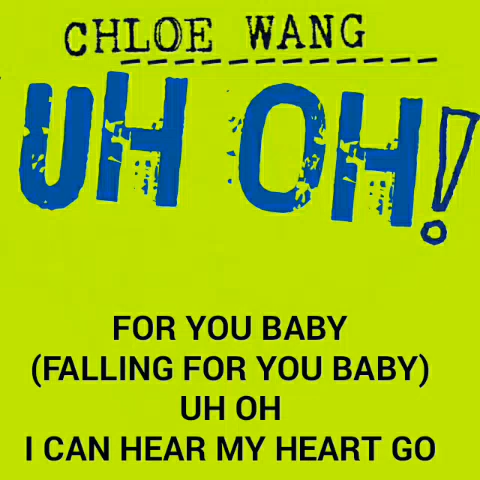 CHLOE WANG
UH OH!
FOR YOU BABY
(FALLING FOR YOU BABY)
UH OH
I CAN HEAR MY HEART GO